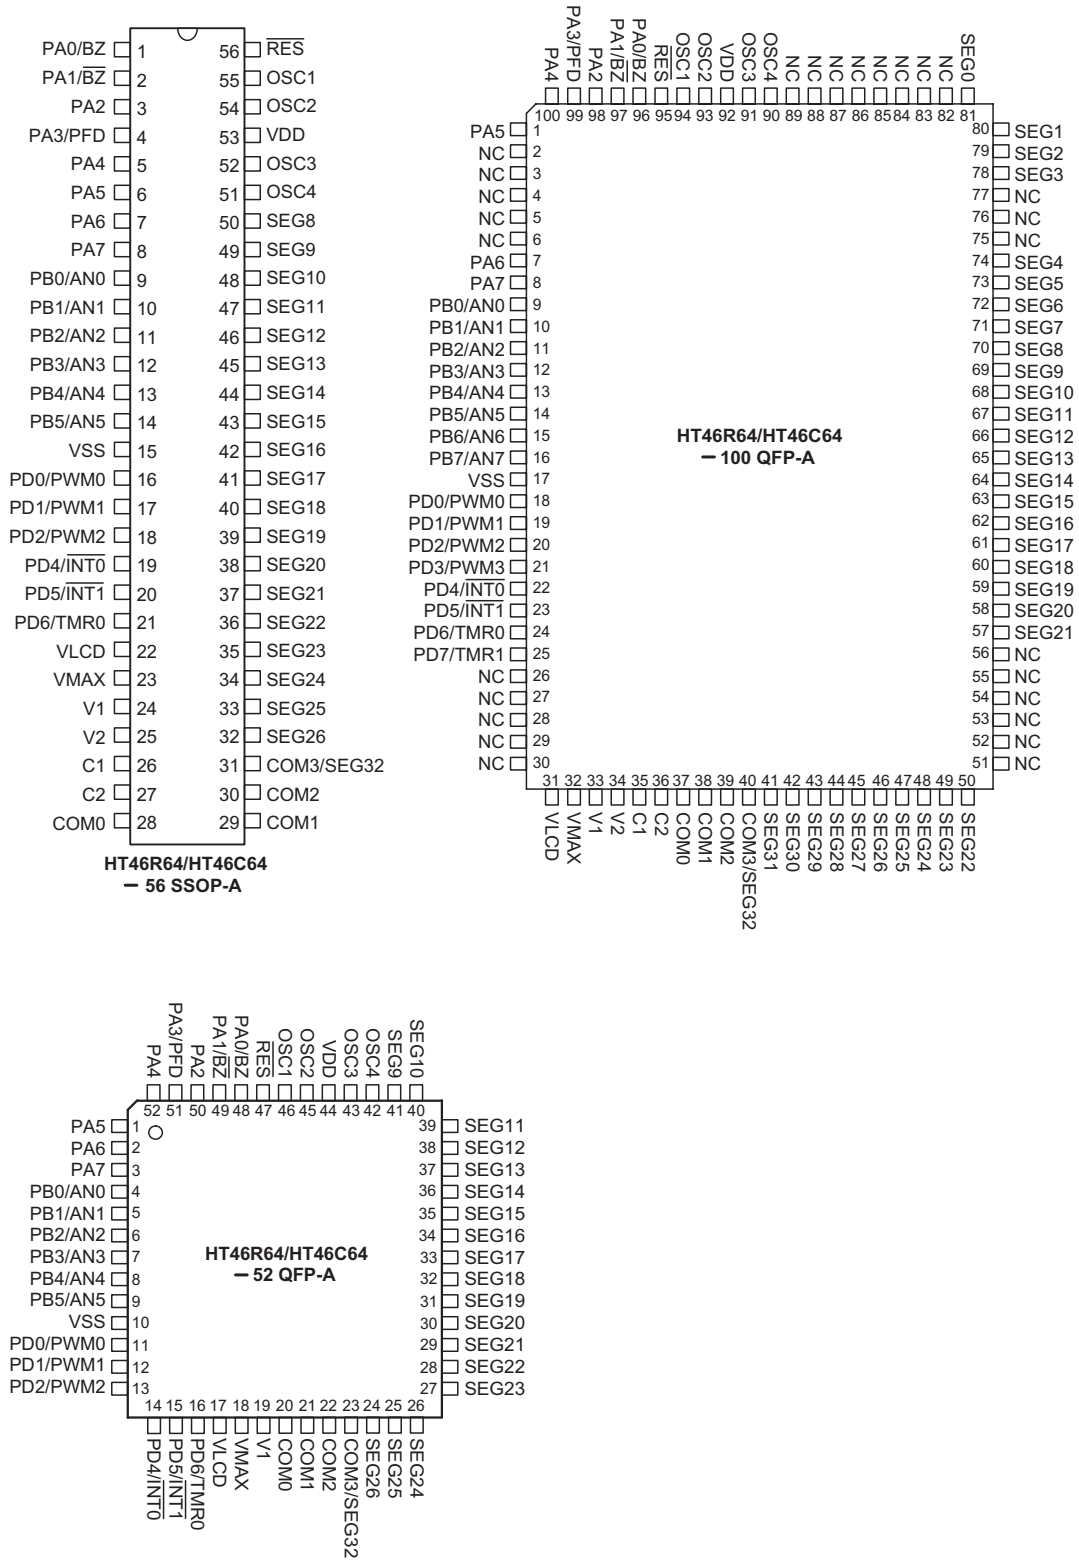 PA0/BZ 1 56 R̅E̅S̅
PA1/B̅Z̅ 2 55 OSC1
PA2 3 54 OSC2
PA3/PFD 4 53 VDD
PA4 5 52 OSC3
PA5 6 51 OSC4
PA6 7 50 SEG8
PA7 8 49 SEG9
PB0/AN0 9 48 SEG10
PB1/AN1 10 47 SEG11
PB2/AN2 11 46 SEG12
PB3/AN3 12 45 SEG13
PB4/AN4 13 44 SEG14
PB5/AN5 14 43 SEG15
VSS 15 42 SEG16
PD0/PWM0 16 41 SEG17
PD1/PWM1 17 40 SEG18
PD2/PWM2 18 39 SEG19
PD4/I̅N̅T̅0̅ 19 38 SEG20
PD5/I̅N̅T̅1̅ 20 37 SEG21
PD6/TMR0 21 36 SEG22
VLCD 22 35 SEG23
VMAX 23 34 SEG24
V1 24 33 SEG25
V2 25 32 SEG26
C1 26 31 COM3/SEG32
C2 27 30 COM2
COM0 28 29 COM1
HT46R64/HT46C64
– 56 SSOP-A
PA4 PA3/PFD PA2 PA1/B̅Z̅ PA0/BZ R̅E̅S̅ OSC1 OSC2 VDD OSC3 OSC4 NC NC NC NC NC NC NC NC SEG0
100 99 98 97 96 95 94 93 92 91 90 89 88 87 86 85 84 83 82 81
PA5 1 80 SEG1
NC 2 79 SEG2
NC 3 78 SEG3
NC 4 77 NC
NC 5 76 NC
NC 6 75 NC
PA6 7 74 SEG4
PA7 8 73 SEG5
PB0/AN0 9 72 SEG6
PB1/AN1 10 71 SEG7
PB2/AN2 11 70 SEG8
PB3/AN3 12 69 SEG9
PB4/AN4 13 68 SEG10
PB5/AN5 14 67 SEG11
PB6/AN6 15 66 SEG12
PB7/AN7 16 65 SEG13
VSS 17 64 SEG14
PD0/PWM0 18 63 SEG15
PD1/PWM1 19 62 SEG16
PD2/PWM2 20 61 SEG17
PD3/PWM3 21 60 SEG18
PD4/I̅N̅T̅0̅ 22 59 SEG19
PD5/I̅N̅T̅1̅ 23 58 SEG20
PD6/TMR0 24 57 SEG21
PD7/TMR1 25 56 NC
NC 26 55 NC
NC 27 54 NC
NC 28 53 NC
NC 29 52 NC
NC 30 51 NC
HT46R64/HT46C64
– 100 QFP-A
31 32 33 34 35 36 37 38 39 40 41 42 43 44 45 46 47 48 49 50
VLCD VMAX V1 V2 C1 C2 COM0 COM1 COM2 COM3/SEG32 SEG31 SEG30 SEG29 SEG28 SEG27 SEG26 SEG25 SEG24 SEG23 SEG22
PA4 PA3/PFD PA2 PA1/B̅Z̅ PA0/BZ R̅E̅S̅ OSC1 OSC2 VDD OSC3 OSC4 SEG9 SEG10
52 51 50 49 48 47 46 45 44 43 42 41 40
PA5 1 39 SEG11
PA6 2 38 SEG12
PA7 3 37 SEG13
PB0/AN0 4 36 SEG14
PB1/AN1 5 35 SEG15
PB2/AN2 6 34 SEG16
PB3/AN3 7 33 SEG17
PB4/AN4 8 32 SEG18
PB5/AN5 9 31 SEG19
VSS 10 30 SEG20
PD0/PWM0 11 29 SEG21
PD1/PWM1 12 28 SEG22
PD2/PWM2 13 27 SEG23
HT46R64/HT46C64
– 52 QFP-A
14 15 16 17 18 19 20 21 22 23 24 25 26
PD4/I̅N̅T̅0̅ PD5/I̅N̅T̅1̅ PD6/TMR0 VLCD VMAX V1 COM0 COM1 COM2 COM3/SEG32 SEG26 SEG25 SEG24